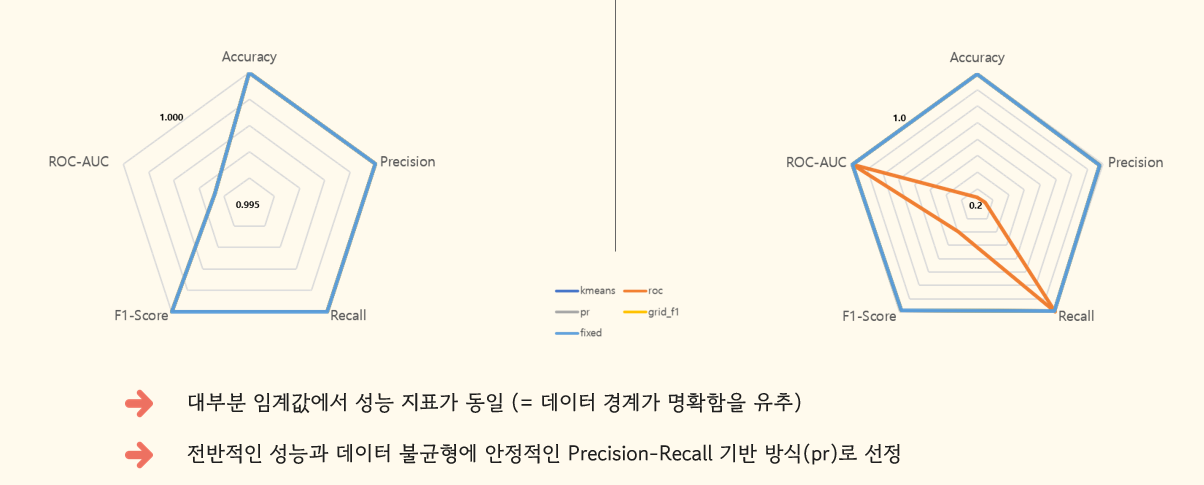 Accuracy
1.000
ROC-AUC
Precision
0.995
F1-Score
Recall
Accuracy
1.0
ROC-AUC
Precision
0.2
F1-Score
Recall
kmeans
roc
pr
grid_f1
fixed
대부분 임계값에서 성능 지표가 동일 (= 데이터 경계가 명확함을 유추)
전반적인 성능과 데이터 불균형에 안정적인 Precision-Recall 기반 방식(pr)로 선정